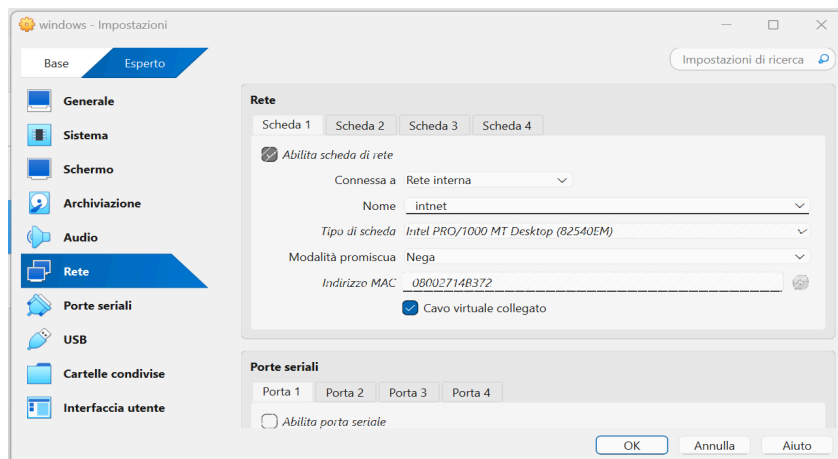 windows - Impostazioni
Base
Esperto
Impostazioni di ricerca
Generale
Sistema
Schermo
Archiviazione
Audio
Rete
Porte seriali
USB
Cartelle condivise
Interfaccia utente
Rete
Scheda 1 Scheda 2 Scheda 3 Scheda 4
Abilita scheda di rete
Connessa a Rete interna
Nome intnet
Tipo di scheda Intel PRO/1000 MT Desktop (82540EM)
Modalità promiscua Nega
Indirizzo MAC 08002714B372
Cavo virtuale collegato
Porte seriali
Porta 1 Porta 2 Porta 3 Porta 4
Abilita porta seriale
OK Annulla Aiuto